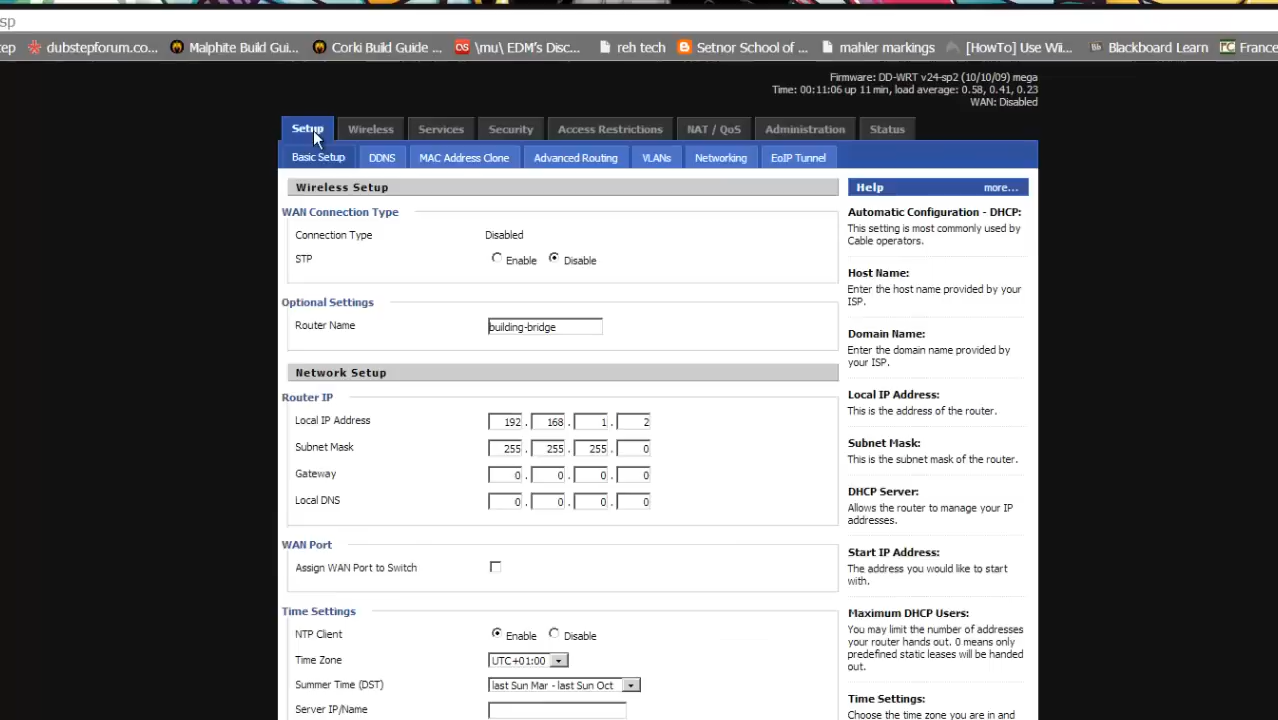 sp
ep dubstepforum.co... Malphite Build Gui... Corki Build Guide ... OS \mu\ EDM's Disc... reh tech Setnor School of ... mahler markings [HowTo] Use Wii... Bb Blackboard Learn TC France
Firmware: DD-WRT v24-sp2 (10/10/09) mega
Time: 00:11:06 up 11 min, load average: 0.58, 0.41, 0.23
WAN: Disabled
Setup Wireless Services Security Access Restrictions NAT / QoS Administration Status
Basic Setup DDNS MAC Address Clone Advanced Routing VLANs Networking EoIP Tunnel
Wireless Setup
WAN Connection Type
Connection Type Disabled
STP Enable Disable
Optional Settings
Router Name building-bridge
Network Setup
Router IP
Local IP Address 192 . 168 . 1 . 2
Subnet Mask 255 . 255 . 255 . 0
Gateway 0 . 0 . 0 . 0
Local DNS 0 . 0 . 0 . 0
WAN Port
Assign WAN Port to Switch
Time Settings
NTP Client Enable Disable
Time Zone UTC+01:00
Summer Time (DST) last Sun Mar - last Sun Oct
Server IP/Name
Help more...
Automatic Configuration - DHCP:
This setting is most commonly used by
Cable operators.
Host Name:
Enter the host name provided by your
ISP.
Domain Name:
Enter the domain name provided by
your ISP.
Local IP Address:
This is the address of the router.
Subnet Mask:
This is the subnet mask of the router.
DHCP Server:
Allows the router to manage your IP
addresses.
Start IP Address:
The address you would like to start
with.
Maximum DHCP Users:
You may limit the number of addresses
your router hands out. 0 means only
predefined static leases will be handed
out.
Time Settings:
Choose the time zone you are in and